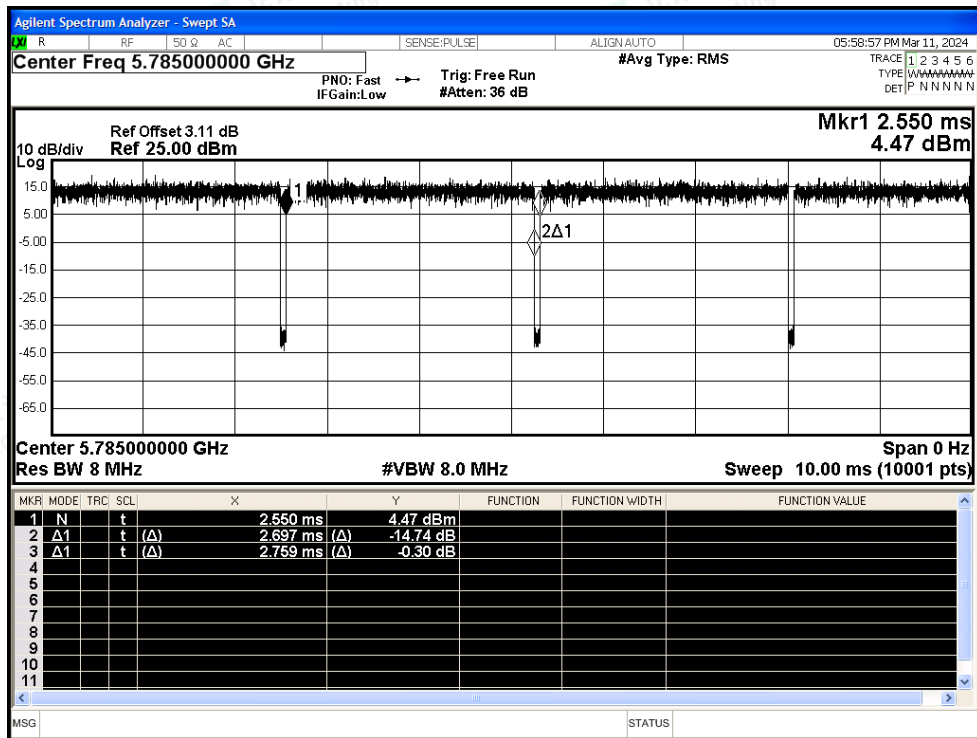 Agilent Spectrum Analyzer - Swept SA
LXI R RF 50 Ω AC SENSE:PULSE ALIGN AUTO 05:58:57 PM Mar 11, 2024
Center Freq 5.785000000 GHz
PNO: Fast
IFGain:Low
Trig: Free Run
#Atten: 36 dB
#Avg Type: RMS
TRACE 1 2 3 4 5 6
TYPE W
DET P N N N N N
Mkr1 2.550 ms
4.47 dBm
Ref Offset 3.11 dB
10 dB/div Ref 25.00 dBm
Log
15.0
5.00
-5.00
-15.0
-25.0
-35.0
-45.0
-55.0
-65.0
1
2Δ1
Center 5.785000000 GHz Span 0 Hz
Res BW 8 MHz #VBW 8.0 MHz Sweep 10.00 ms (10001 pts)
MKR MODE TRC SCL X Y FUNCTION FUNCTION WIDTH FUNCTION VALUE
1 N t 2.550 ms 4.47 dBm
2 Δ1 t (Δ) 2.697 ms (Δ) -14.74 dB
3 Δ1 t (Δ) 2.759 ms (Δ) -0.30 dB
4
5
6
7
8
9
10
11
MSG STATUS